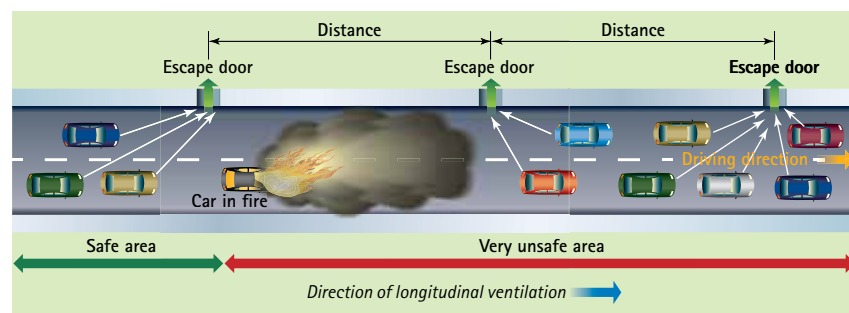 Distance
Distance
Escape door
Escape door
Escape door
Driving direction
Car in fire
Safe area
Very unsafe area
Direction of longitudinal ventilation